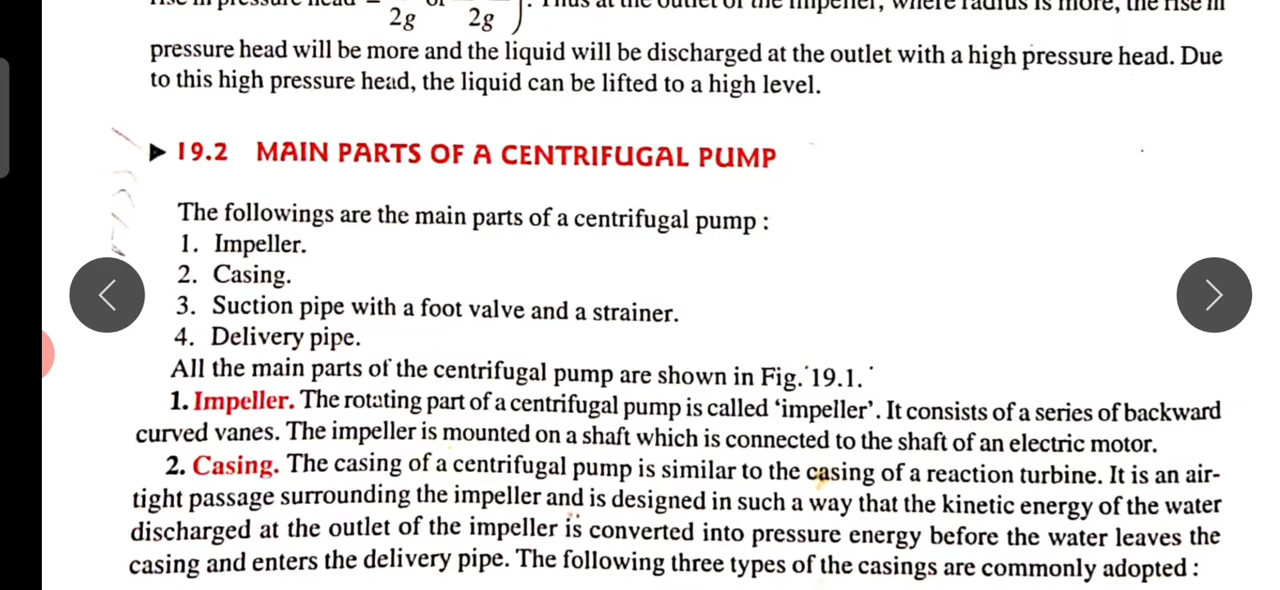 2g 2g
pressure head will be more and the liquid will be discharged at the outlet with a high pressure head. Due
to this high pressure head, the liquid can be lifted to a high level.
19.2 MAIN PARTS OF A CENTRIFUGAL PUMP
The followings are the main parts of a centrifugal pump :
1. Impeller.
2. Casing.
3. Suction pipe with a foot valve and a strainer.
4. Delivery pipe.
All the main parts of the centrifugal pump are shown in Fig. 19.1.
1. Impeller. The rotating part of a centrifugal pump is called ‘impeller’. It consists of a series of backward
curved vanes. The impeller is mounted on a shaft which is connected to the shaft of an electric motor.
2. Casing. The casing of a centrifugal pump is similar to the casing of a reaction turbine. It is an air-
tight passage surrounding the impeller and is designed in such a way that the kinetic energy of the water
discharged at the outlet of the impeller is converted into pressure energy before the water leaves the
casing and enters the delivery pipe. The following three types of the casings are commonly adopted :